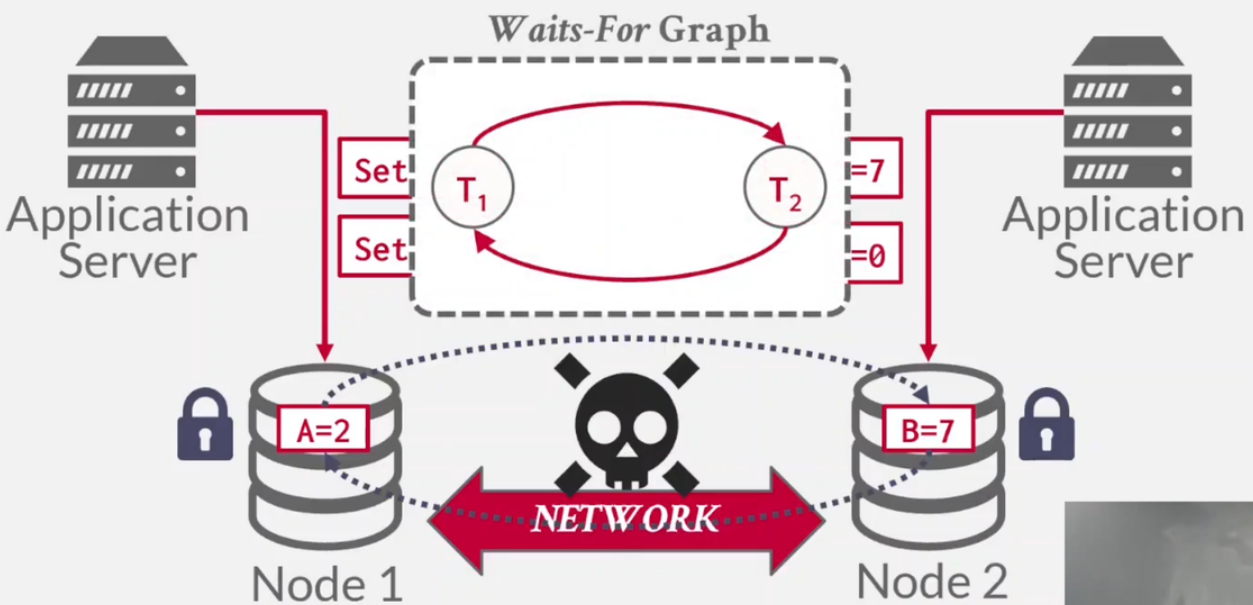 Waits-For Graph
Application
Server
Set
Set
T1
T2
=7
=0
Application
Server
A=2
B=7
NETWORK
Node 1
Node 2